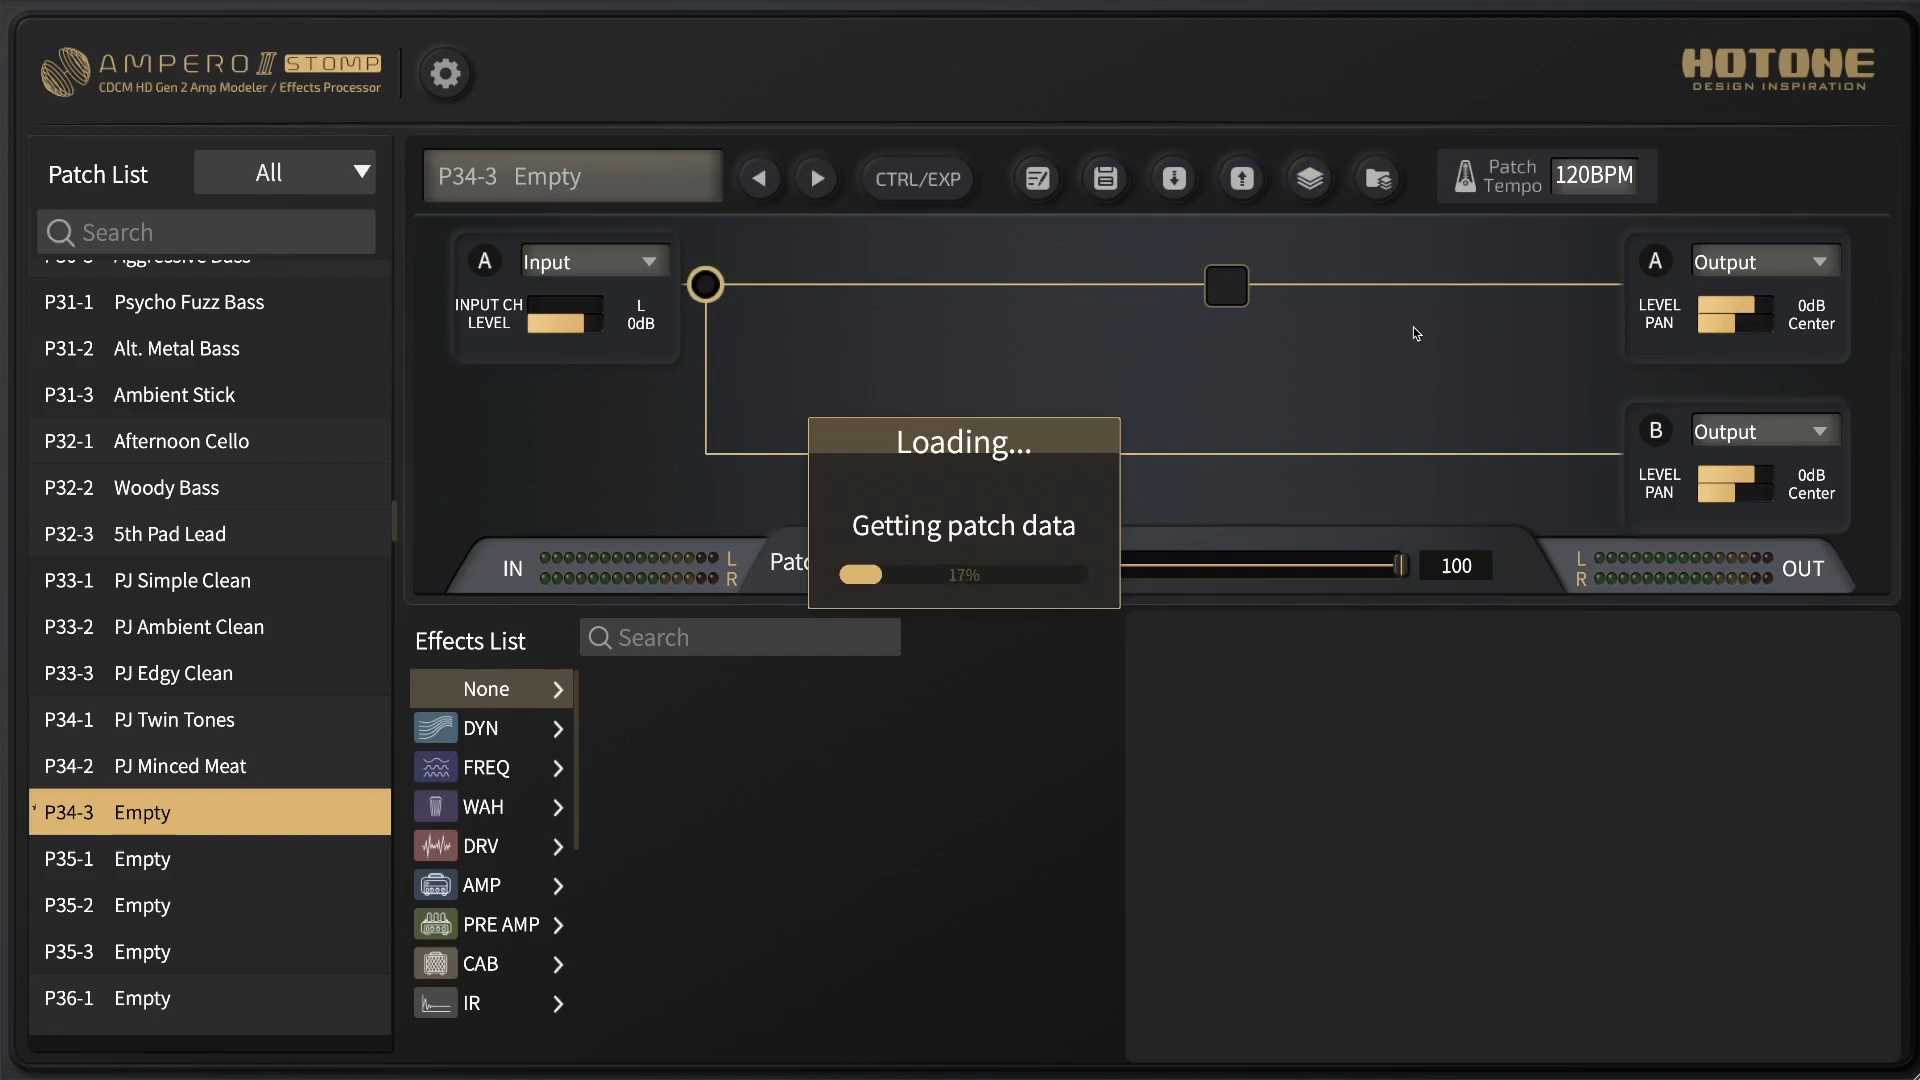 AMPERO II STOMP
CDCM HD Gen 2 Amp Modeler / Effects Processor
HOTONE
DESIGN INSPIRATION
Patch List
All
Search
P31-1 Psycho Fuzz Bass
P31-2 Alt. Metal Bass
P31-3 Ambient Stick
P32-1 Afternoon Cello
P32-2 Woody Bass
P32-3 5th Pad Lead
P33-1 PJ Simple Clean
P33-2 PJ Ambient Clean
P33-3 PJ Edgy Clean
P34-1 PJ Twin Tones
P34-2 PJ Minced Meat
P34-3 Empty
P35-1 Empty
P35-2 Empty
P35-3 Empty
P36-1 Empty
P34-3 Empty
CTRL/EXP
Patch
Tempo
120BPM
A Input
INPUT CH L
LEVEL 0dB
A Output
LEVEL 0dB
PAN Center
B Output
LEVEL 0dB
PAN Center
Loading...
Getting patch data
17%
IN
L
R
100
L
R
OUT
Effects List
Search
None
DYN
FREQ
WAH
DRV
AMP
PRE AMP
CAB
IR